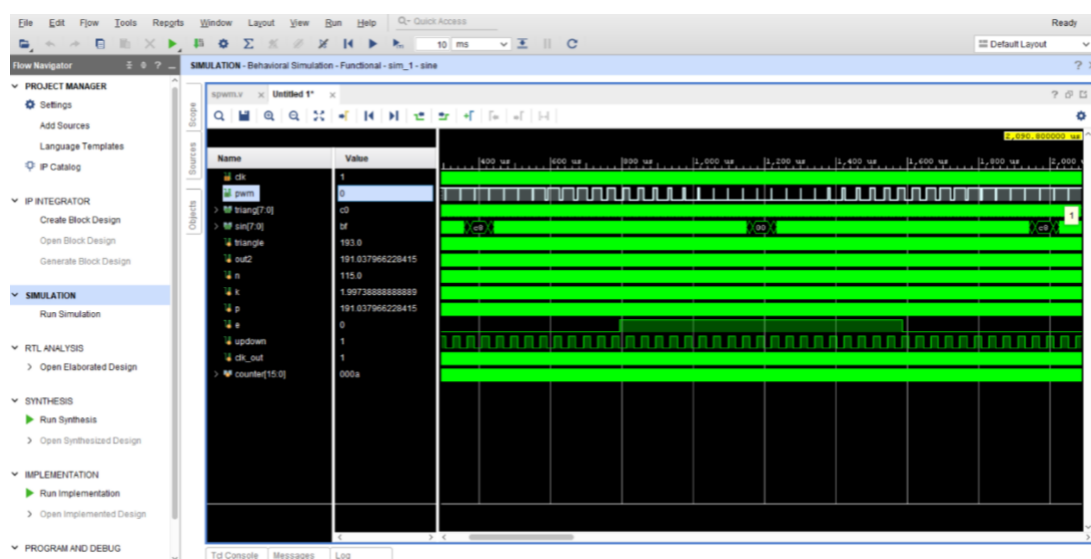 File Edit Flow Tools Reports Window Layout View Run Help Q- Quick Access Ready
10 ms Default Layout
Flow Navigator SIMULATION - Behavioral Simulation - Functional - sim_1 - sine
PROJECT MANAGER
Settings
Add Sources
Language Templates
IP Catalog
IP INTEGRATOR
Create Block Design
Open Block Design
Generate Block Design
SIMULATION
Run Simulation
RTL ANALYSIS
Open Elaborated Design
SYNTHESIS
Run Synthesis
Open Synthesized Design
IMPLEMENTATION
Run Implementation
Open Implemented Design
PROGRAM AND DEBUG
Scope
Sources
Objects
spwm.v Untitled 1*
2,090.800000 us
Name Value 400 us 600 us 800 us 1,000 us 1,200 us 1,400 us 1,600 us 1,800 us 2,000
clk 1
pwm 0
triang[7:0] c0 1
sin[7:0] bf c8 00 c8
triangle 193.0
out2 191.037966228415
n 115.0
k 1.99738888888889
p 191.037966228415
e 0
updown 1
clk_out 1
counter[15:0] 000a
Tcl Console Messages Log